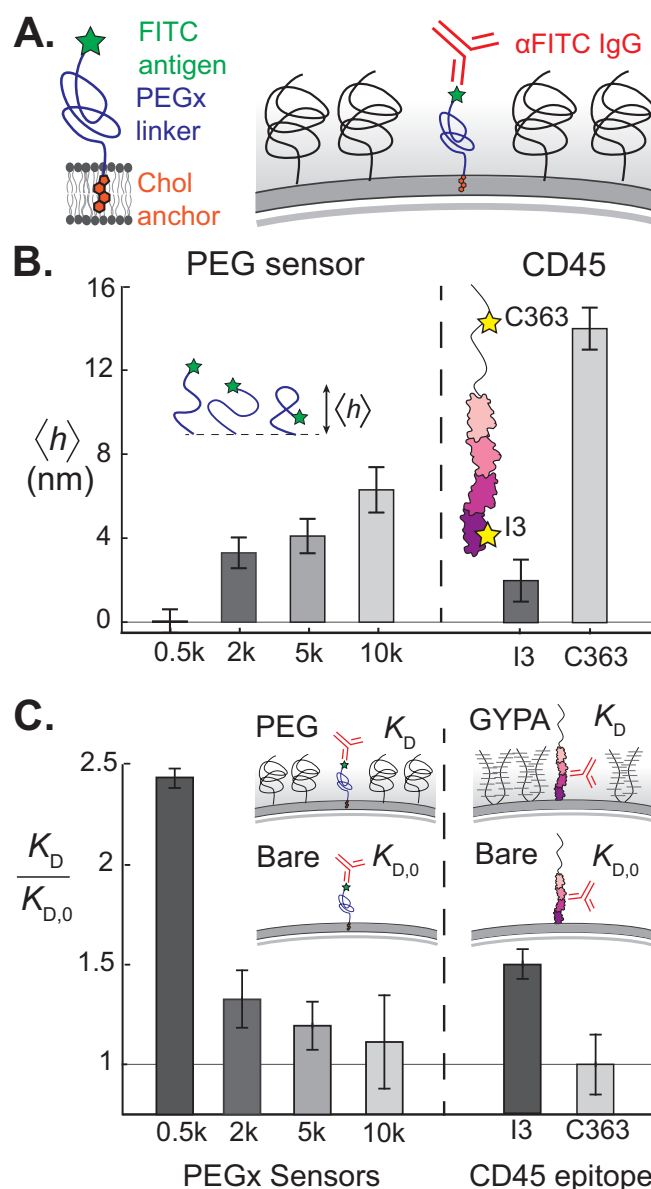 A.
FITC
antigen
PEGx
linker
Chol
anchor
αFITC IgG
B.
PEG sensor
CD45
16
12
8
4
0
⟨h⟩
(nm)
⟨h⟩
C363
I3
0.5k 2k 5k 10k
I3 C363
C.
PEG K_D
GYPA K_D
Bare K_D,0
Bare K_D,0
2.5
2
1.5
1
K_D
K_D,0
0.5k 2k 5k 10k
I3 C363
PEGx Sensors
CD45 epitope